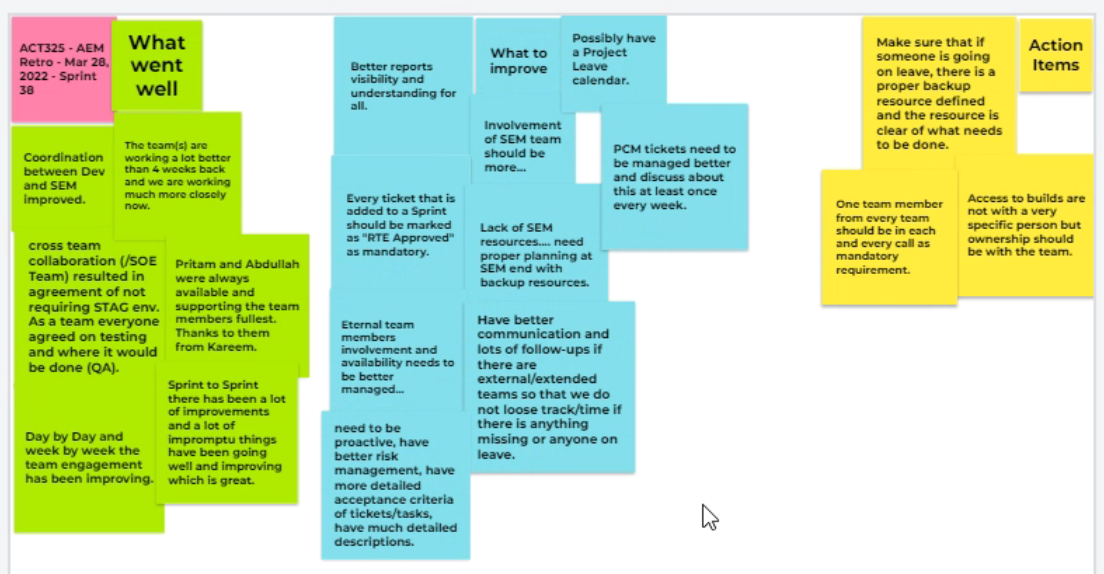 ACT325 - AEM
Retro - Mar 28,
2022 - Sprint
38
What
went
well
Coordination
between Dev
and SEM
improved.
The team(s) are
working a lot better
than 4 weeks back
and we are working
much more closely
now.
cross team
collaboration (/SOE
Team) resulted in
agreement of not
requiring STAG env.
As a team everyone
agreed on testing
and where it would
be done (QA).
Pritam and Abdullah
were always
available and
supporting the team
members fullest.
Thanks to them
from Kareem.
Day by Day and
week by week the
team engagement
has been improving.
Sprint to Sprint
there has been a lot
of improvements
and a lot of
impromptu things
have been going
well and improving
which is great.
What to
improve
Better reports
visibility and
understanding for
all.
Possibly have
a Project
Leave
calendar.
Involvement
of SEM team
should be
more...
PCM tickets need to
be managed better
and discuss about
this at least once
every week.
Every ticket that is
added to a Sprint
should be marked
as "RTE Approved"
as mandatory.
Lack of SEM
resources.... need
proper planning at
SEM end with
backup resources.
Eternal team
members
involvement and
availability needs to
be better
managed...
Have better
communication and
lots of follow-ups if
there are
external/extended
teams so that we do
not loose track/time if
there is anything
missing or anyone on
leave.
need to be
proactive, have
better risk
management, have
more detailed
acceptance criteria
of tickets/tasks,
have much detailed
descriptions.
Action
Items
Make sure that if
someone is going
on leave, there is a
proper backup
resource defined
and the resource is
clear of what needs
to be done.
One team member
from every team
should be in each
and every call as
mandatory
requirement.
Access to builds are
not with a very
specific person but
ownership should
be with the team.